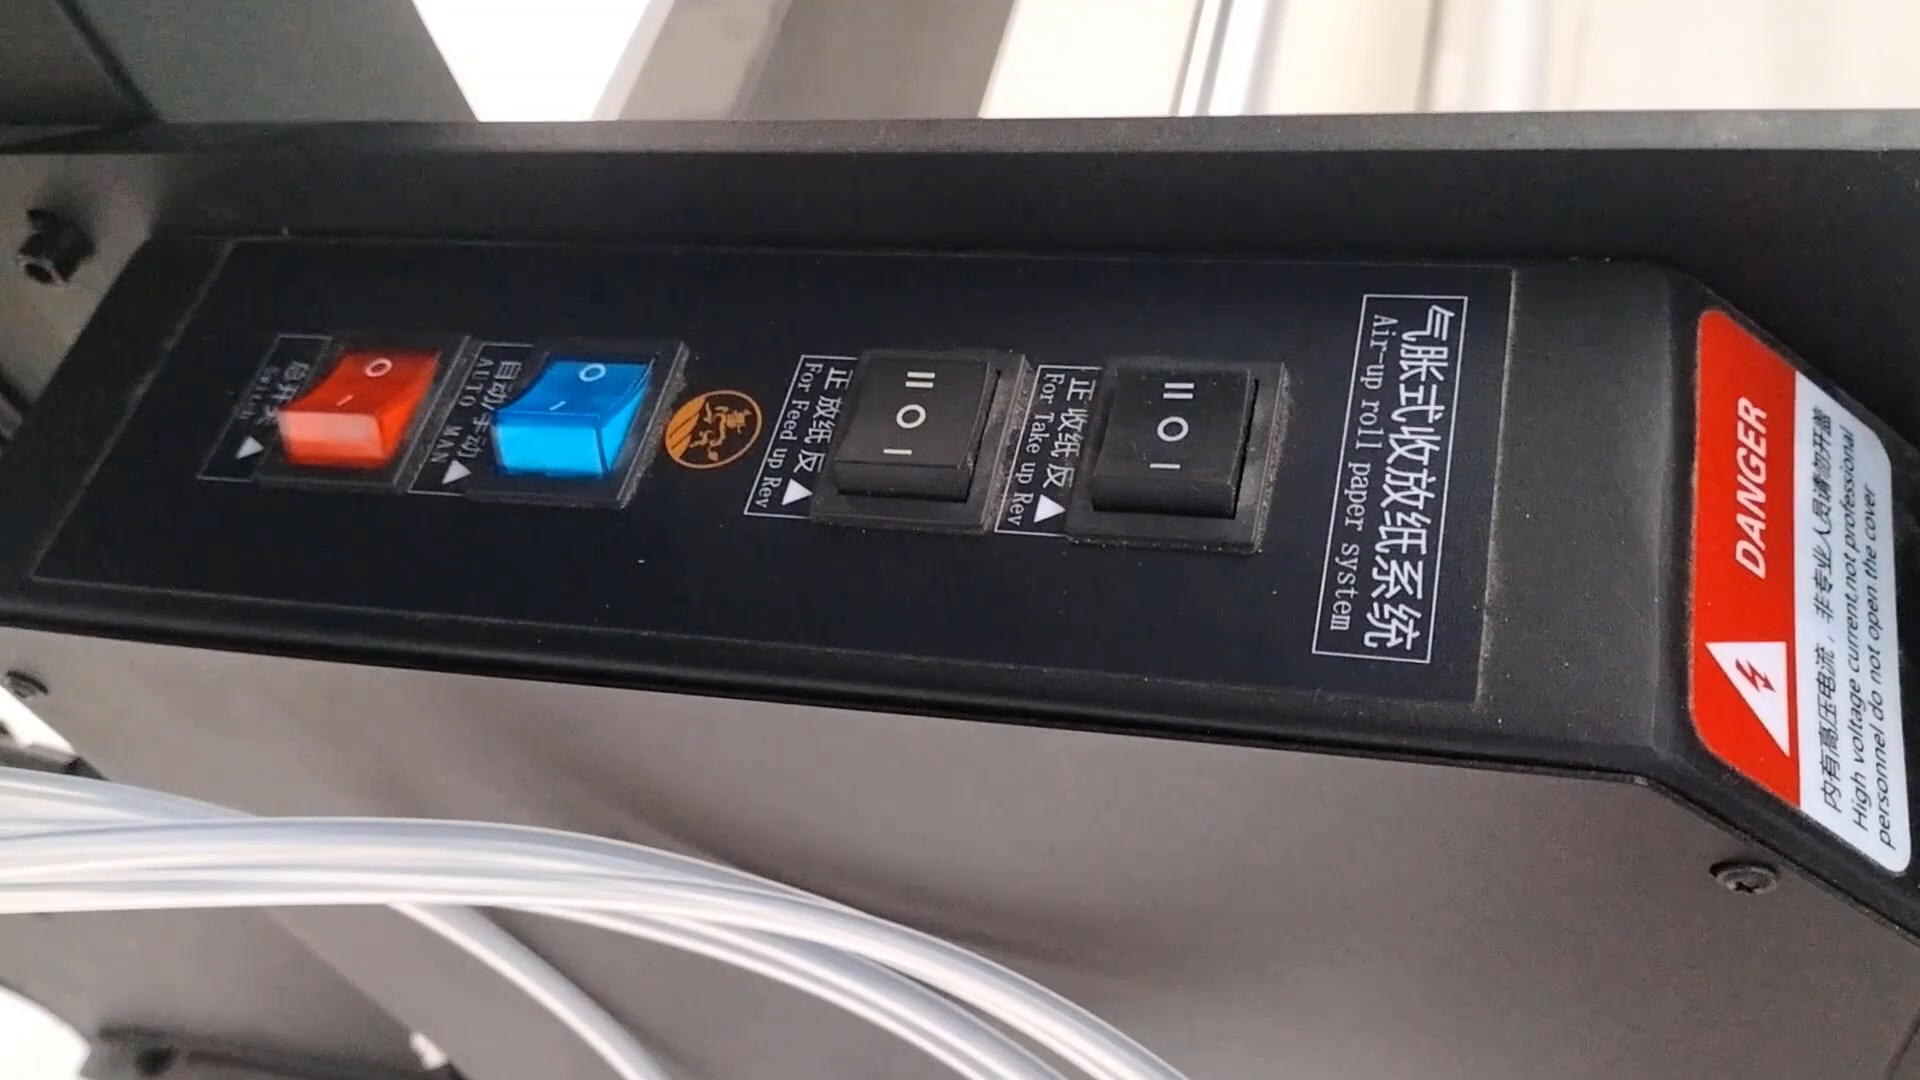 气胀式收放纸系统
Air-up roll paper system
正 收纸 反
For Take up Rev
II O I
正 放纸 反
For Feed up Rev
II O I
自动 手动
AUTO MAN
O I
总开关
O I
DANGER
内有高压电流，非专业人员请勿开盖
High voltage current,not professional
personnel do not open the cover